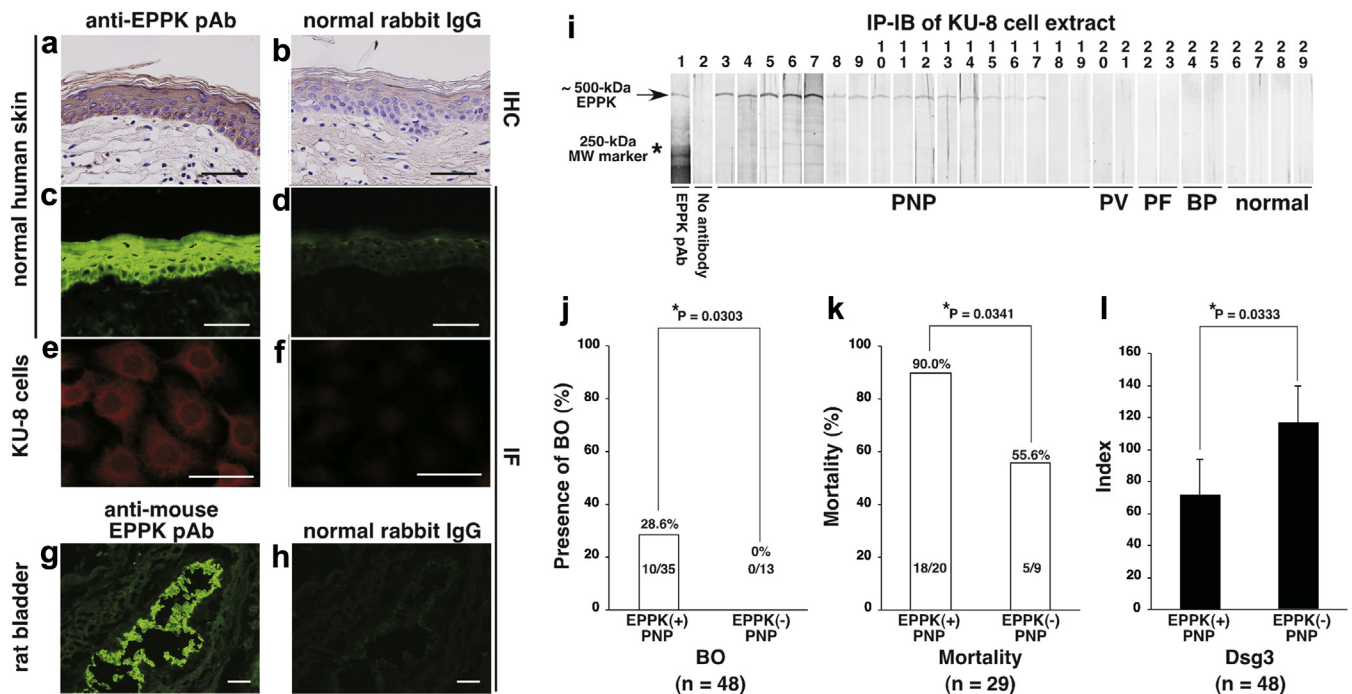 anti-EPPK pAb
normal rabbit IgG
a
b
c
d
e
f
normal human skin
KU-8 cells
IHC
IF
anti-mouse
EPPK pAb
normal rabbit IgG
g
h
rat bladder
i
IP-IB of KU-8 cell extract
1 2 3 4 5 6 7 8 9 10 11 12 13 14 15 16 17 18 19 20 21 22 23 24 25 26 27 28 29
~ 500-kDa
EPPK
250-kDa
MW marker *
EPPK pAb
No antibody
PNP
PV
PF
BP
normal
j
*P = 0.0303
Presence of BO (%)
100
80
60
40
20
0
28.6%
10/35
0%
0/13
EPPK(+)
PNP
EPPK(-)
PNP
BO
(n = 48)
k
*P = 0.0341
Mortality (%)
100
80
60
40
20
0
90.0%
18/20
55.6%
5/9
EPPK(+)
PNP
EPPK(-)
PNP
Mortality
(n = 29)
l
*P = 0.0333
Index
160
140
120
100
80
60
40
20
0
EPPK(+)
PNP
EPPK(-)
PNP
Dsg3
(n = 48)